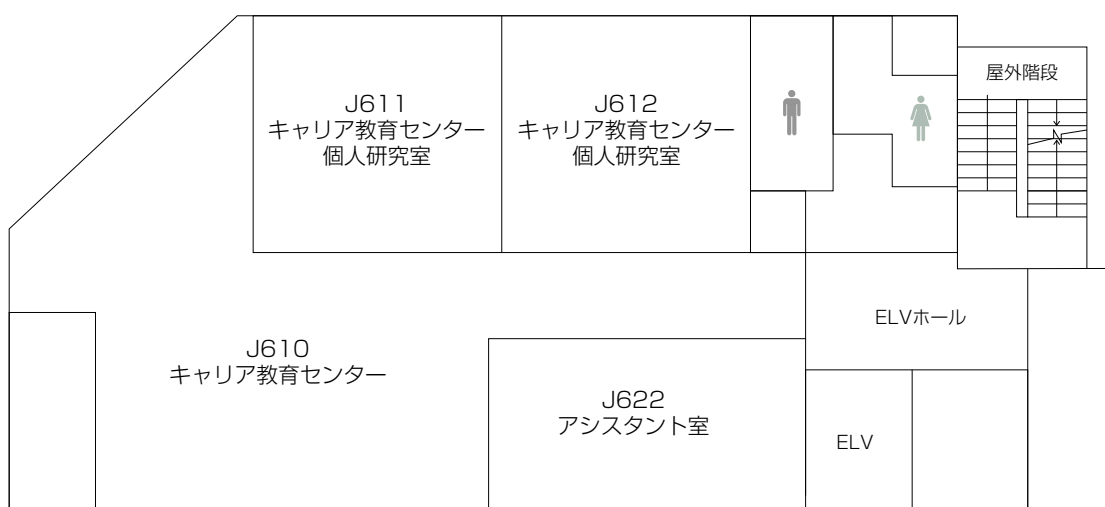 屋外階段
J611
キャリア教育センター
個人研究室
J612
キャリア教育センター
個人研究室
ELVホール
J610
キャリア教育センター
J622
アシスタント室
ELV